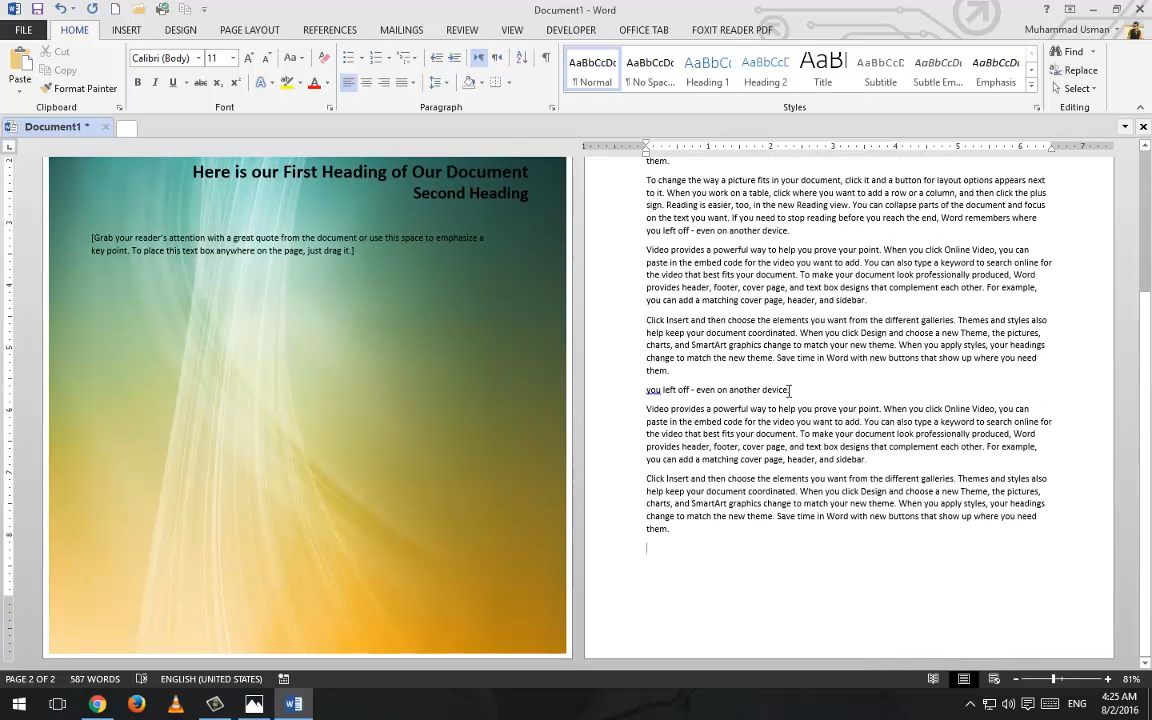 Document1 - Word
FILE HOME INSERT DESIGN PAGE LAYOUT REFERENCES MAILINGS REVIEW VIEW DEVELOPER OFFICE TAB FOXIT READER PDF Muhammad Usman
Paste
Cut
Copy
Format Painter
Clipboard
Calibri (Body) 11
B I U abc X₂ X² A
Font
Paragraph
AaBbCcDc AaBbCcDc AaBbC AaBbCcD AaB AaBbCcD AaBbCcDc AaBbCcDc
¶ Normal ¶ No Spac... Heading 1 Heading 2 Title Subtitle Subtle Em... Emphasis
Styles
Find
Replace
Select
Editing
Document1 *
1 1 2 3 4 5 6 7
2
3
4
5
6
7
8
Here is our First Heading of Our Document
Second Heading
[Grab your reader's attention with a great quote from the document or use this space to emphasize a
key point. To place this text box anywhere on the page, just drag it.]
them.
To change the way a picture fits in your document, click it and a button for layout options appears next
to it. When you work on a table, click where you want to add a row or a column, and then click the plus
sign. Reading is easier, too, in the new Reading view. You can collapse parts of the document and focus
on the text you want. If you need to stop reading before you reach the end, Word remembers where
you left off - even on another device.
Video provides a powerful way to help you prove your point. When you click Online Video, you can
paste in the embed code for the video you want to add. You can also type a keyword to search online for
the video that best fits your document. To make your document look professionally produced, Word
provides header, footer, cover page, and text box designs that complement each other. For example,
you can add a matching cover page, header, and sidebar.
Click Insert and then choose the elements you want from the different galleries. Themes and styles also
help keep your document coordinated. When you click Design and choose a new Theme, the pictures,
charts, and SmartArt graphics change to match your new theme. When you apply styles, your headings
change to match the new theme. Save time in Word with new buttons that show up where you need
them.
you left off - even on another device.
Video provides a powerful way to help you prove your point. When you click Online Video, you can
paste in the embed code for the video you want to add. You can also type a keyword to search online for
the video that best fits your document. To make your document look professionally produced, Word
provides header, footer, cover page, and text box designs that complement each other. For example,
you can add a matching cover page, header, and sidebar.
Click Insert and then choose the elements you want from the different galleries. Themes and styles also
help keep your document coordinated. When you click Design and choose a new Theme, the pictures,
charts, and SmartArt graphics change to match your new theme. When you apply styles, your headings
change to match the new theme. Save time in Word with new buttons that show up where you need
them.
PAGE 2 OF 2 587 WORDS ENGLISH (UNITED STATES) 81%
ENG
4:25 AM
8/2/2016